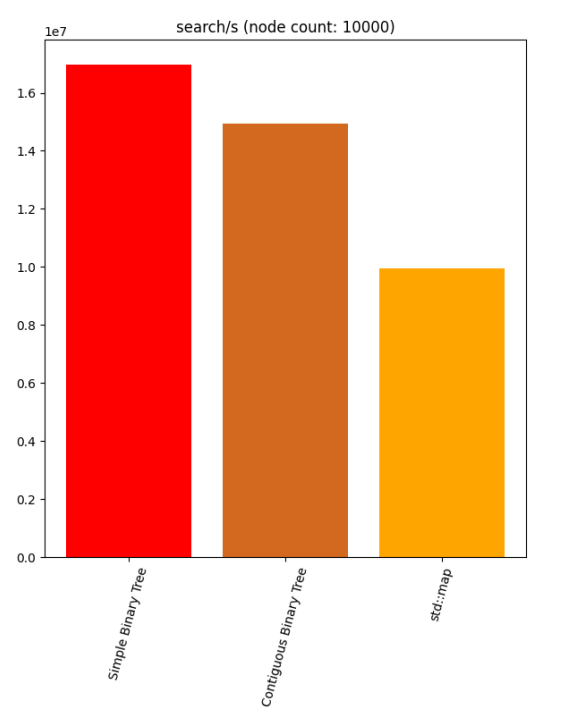 search/s (node count: 10000)
1e7
1.6
1.4
1.2
1.0
0.8
0.6
0.4
0.2
0.0
Simple Binary Tree
Contiguous Binary Tree
std::map